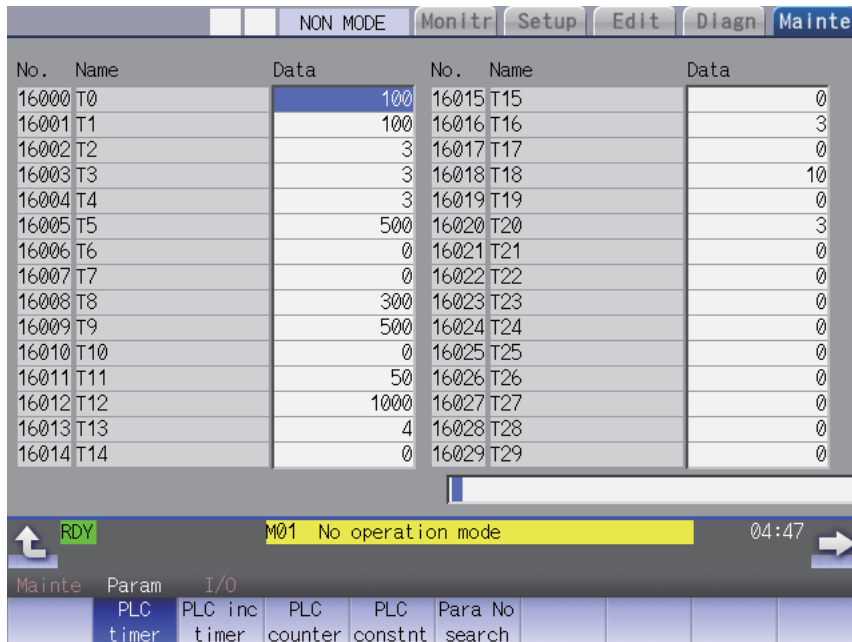 NON MODE Monitr Setup Edit Diagn Mainte
No. Name Data No. Name Data
16000 T0 100 16015 T15 0
16001 T1 100 16016 T16 3
16002 T2 3 16017 T17 0
16003 T3 3 16018 T18 10
16004 T4 3 16019 T19 0
16005 T5 500 16020 T20 3
16006 T6 0 16021 T21 0
16007 T7 0 16022 T22 0
16008 T8 300 16023 T23 0
16009 T9 500 16024 T24 0
16010 T10 0 16025 T25 0
16011 T11 50 16026 T26 0
16012 T12 1000 16027 T27 0
16013 T13 4 16028 T28 0
16014 T14 0 16029 T29 0
RDY M01 No operation mode 04:47
Mainte Param I/O
PLC PLC inc PLC PLC Para No
timer timer counter constnt search